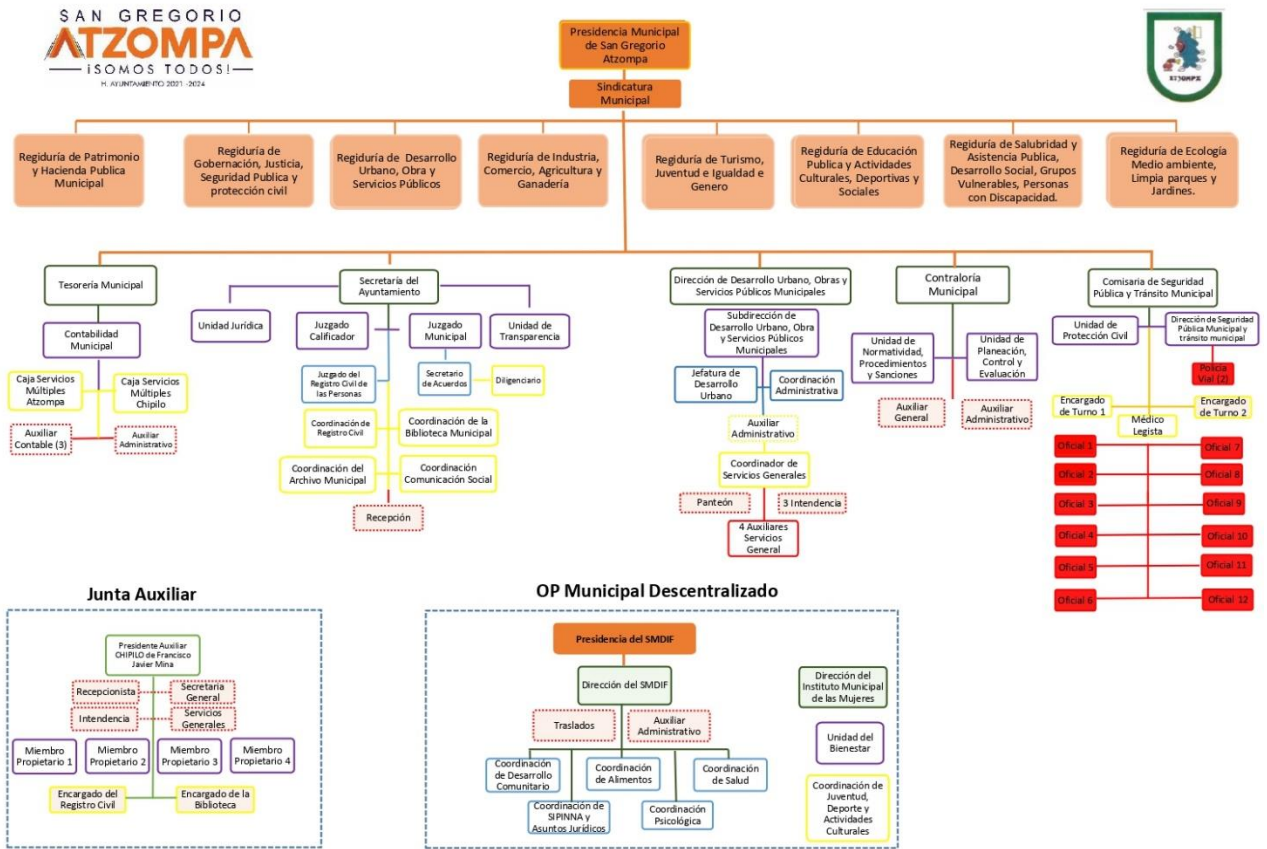 SAN GREGORIO
ATZOMPA
¡SOMOS TODOS!
H. AYUNTAMIENTO 2021 -2024
Presidencia Municipal
de San Gregorio
Atzompa
ATZOMPA
Sindicatura
Municipal
Regiduría de Patrimonio
y Hacienda Publica
Municipal
Regiduría de
Gobernación, Justicia,
Seguridad Publica y
protección civil
Regiduría de Desarrollo
Urbano, Obra y
Servicios Públicos
Regiduría de Industria,
Comercio, Agricultura y
Ganadería
Regiduría de Turismo,
Juventud e Igualdad e
Genero
Regiduría de Educación
Publica y Actividades
Culturales, Deportivas y
Sociales
Regiduría de Salubridad y
Asistencia Publica,
Desarrollo Social, Grupos
Vulnerables, Personas
con Discapacidad.
Regiduría de Ecología
Medio ambiente,
Limpia parques y
Jardines.
Tesorería Municipal
Contabilidad
Municipal
Caja Servicios
Múltiples
Atzompa
Caja Servicios
Múltiples
Chipilo
Auxiliar
Contable (3)
Auxiliar
Administrativo
Secretaría del
Ayuntamiento
Unidad Jurídica
Juzgado
Calificador
Juzgado
Municipal
Unidad de
Transparencia
Juzgado del
Registro Civil de
las Personas
Secretario
de Acuerdos
Diligenciario
Coordinación de
Registro Civil
Coordinación de la
Biblioteca Municipal
Coordinación del
Archivo Municipal
Coordinación
Comunicación Social
Recepción
Dirección de Desarrollo Urbano, Obras y
Servicios Públicos Municipales
Subdirección de
Desarrollo Urbano, Obra
y Servicios Públicos
Municipales
Jefatura de
Desarrollo
Urbano
Coordinación
Administrativa
Auxiliar
Administrativo
Coordinador de
Servicios Generales
Panteón
3 Intendencia
4 Auxiliares
Servicios
General
Contraloría
Municipal
Unidad de
Normatividad,
Procedimientos
y Sanciones
Unidad de
Planeación,
Control y
Evaluación
Auxiliar
General
Auxiliar
Administrativo
Comisaria de Seguridad
Pública y Tránsito Municipal
Unidad de
Protección Civil
Dirección de Seguridad
Pública Municipal y
tránsito municipal
Policía
Vial (2)
Encargado
de Turno 1
Encargado
de Turno 2
Médico
Legista
Oficial 1
Oficial 7
Oficial 2
Oficial 8
Oficial 3
Oficial 9
Oficial 4
Oficial 10
Oficial 5
Oficial 11
Oficial 6
Oficial 12
Junta Auxiliar
Presidente Auxiliar
CHIPILO de Francisco
Javier Mina
Recepcionista
Secretaria
General
Intendencia
Servicios
Generales
Miembro
Propietario 1
Miembro
Propietario 2
Miembro
Propietario 3
Miembro
Propietario 4
Encargado del
Registro Civil
Encargado de la
Biblioteca
OP Municipal Descentralizado
Presidencia del SMDIF
Dirección del SMDIF
Traslados
Auxiliar
Administrativo
Coordinación
de Desarrollo
Comunitario
Coordinación
de Alimentos
Coordinación
de Salud
Coordinación de
SIPINNA y
Asuntos Jurídicos
Coordinación
Psicológica
Dirección del
Instituto Municipal
de las Mujeres
Unidad del
Bienestar
Coordinación de
Juventud,
Deporte y
Actividades
Culturales